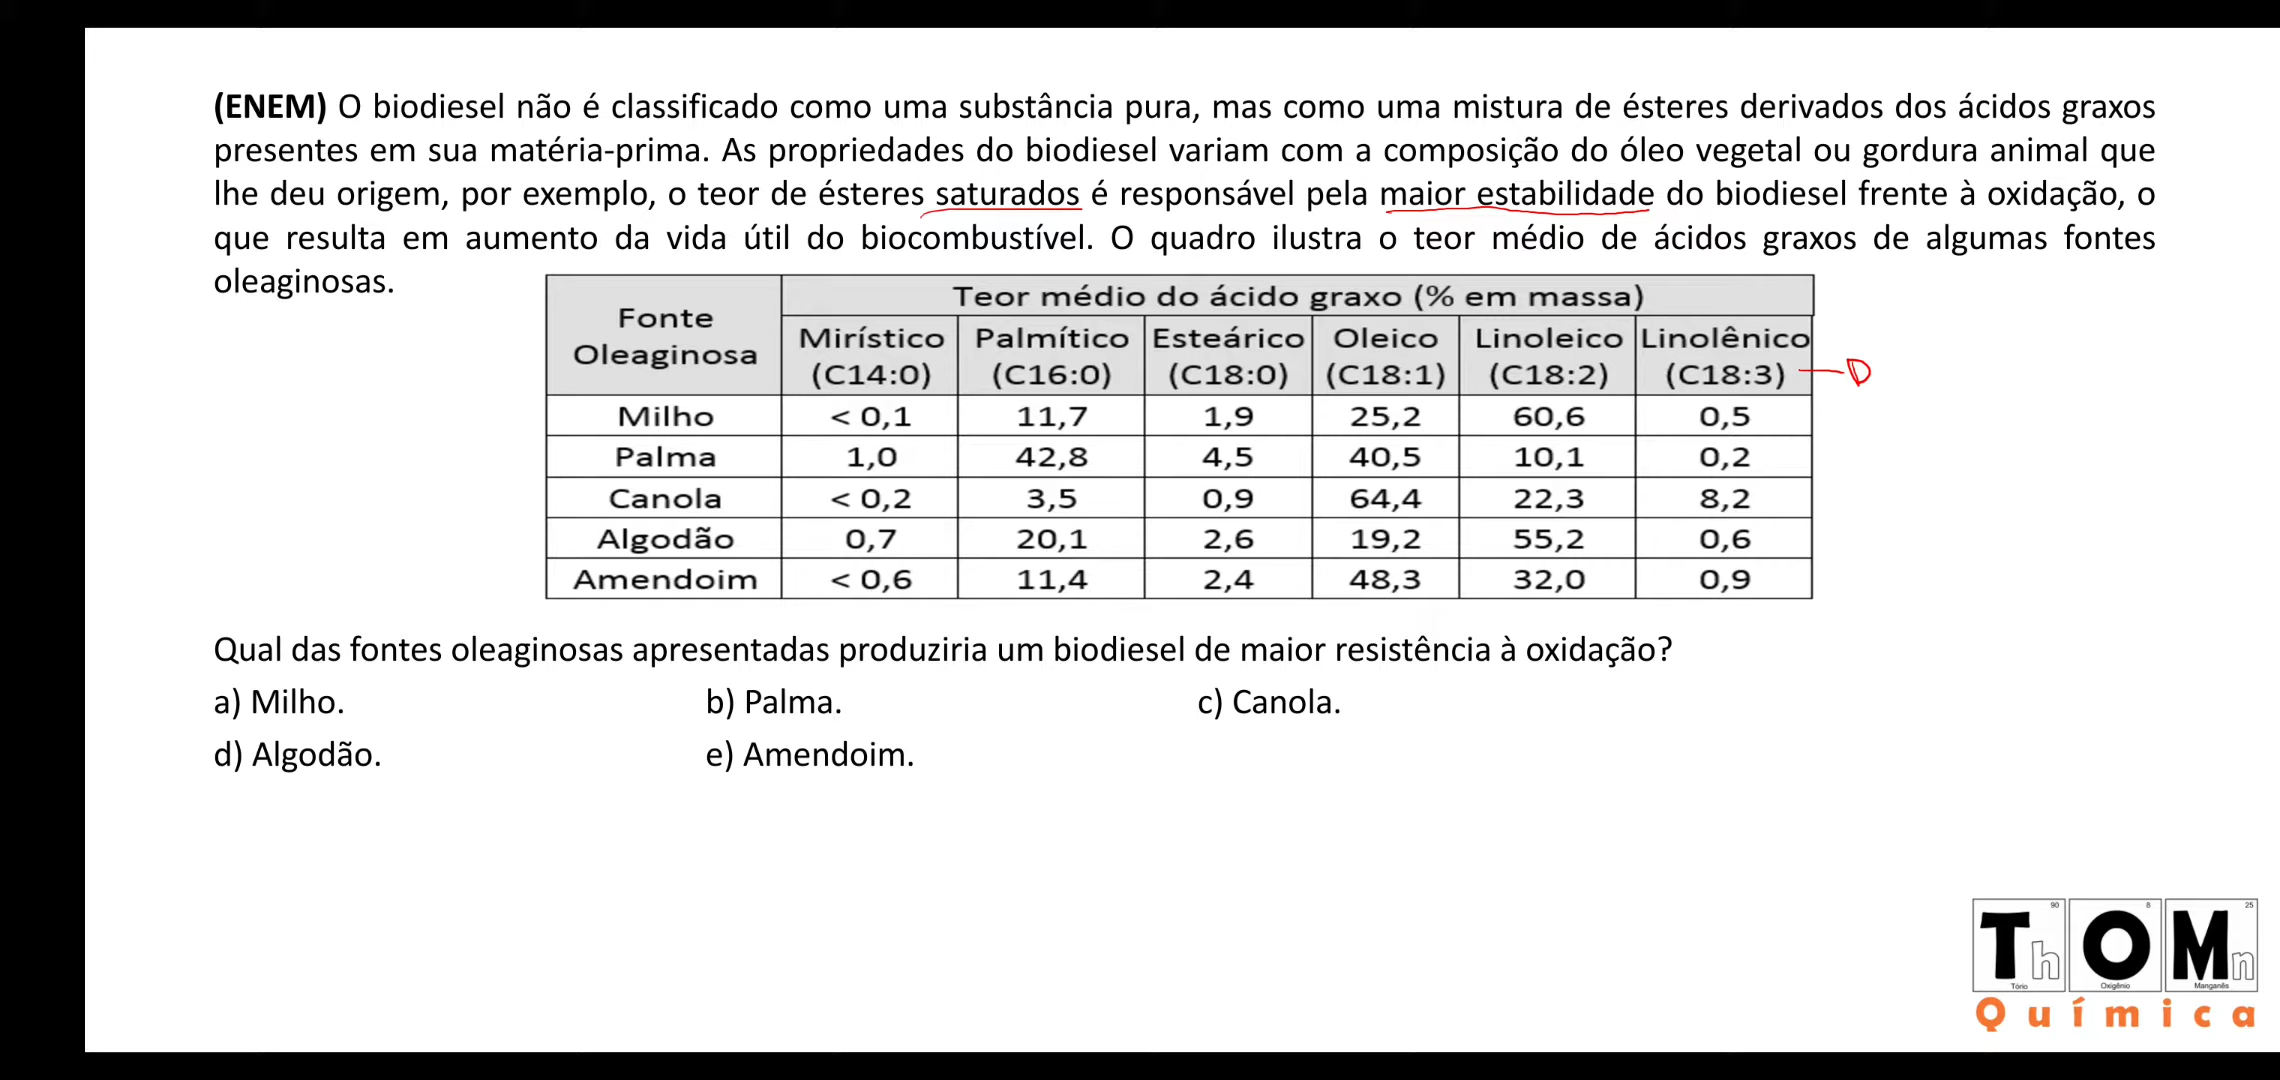 (ENEM) O biodiesel não é classificado como uma substância pura, mas como uma mistura de ésteres derivados dos ácidos graxos
presentes em sua matéria-prima. As propriedades do biodiesel variam com a composição do óleo vegetal ou gordura animal que
lhe deu origem, por exemplo, o teor de ésteres saturados é responsável pela maior estabilidade do biodiesel frente à oxidação, o
que resulta em aumento da vida útil do biocombustível. O quadro ilustra o teor médio de ácidos graxos de algumas fontes
oleaginosas.
Fonte Oleaginosa Teor médio do ácido graxo (% em massa)
Mirístico Palmítico Esteárico Oleico Linoleico Linolênico
(C14:0) (C16:0) (C18:0) (C18:1) (C18:2) (C18:3)
Milho < 0,1 11,7 1,9 25,2 60,6 0,5
Palma 1,0 42,8 4,5 40,5 10,1 0,2
Canola < 0,2 3,5 0,9 64,4 22,3 8,2
Algodão 0,7 20,1 2,6 19,2 55,2 0,6
Amendoim < 0,6 11,4 2,4 48,3 32,0 0,9
Qual das fontes oleaginosas apresentadas produziria um biodiesel de maior resistência à oxidação?
a) Milho. b) Palma. c) Canola.
d) Algodão. e) Amendoim.
90 8 25
Th O Mn
Tório Oxigênio Manganês
Química